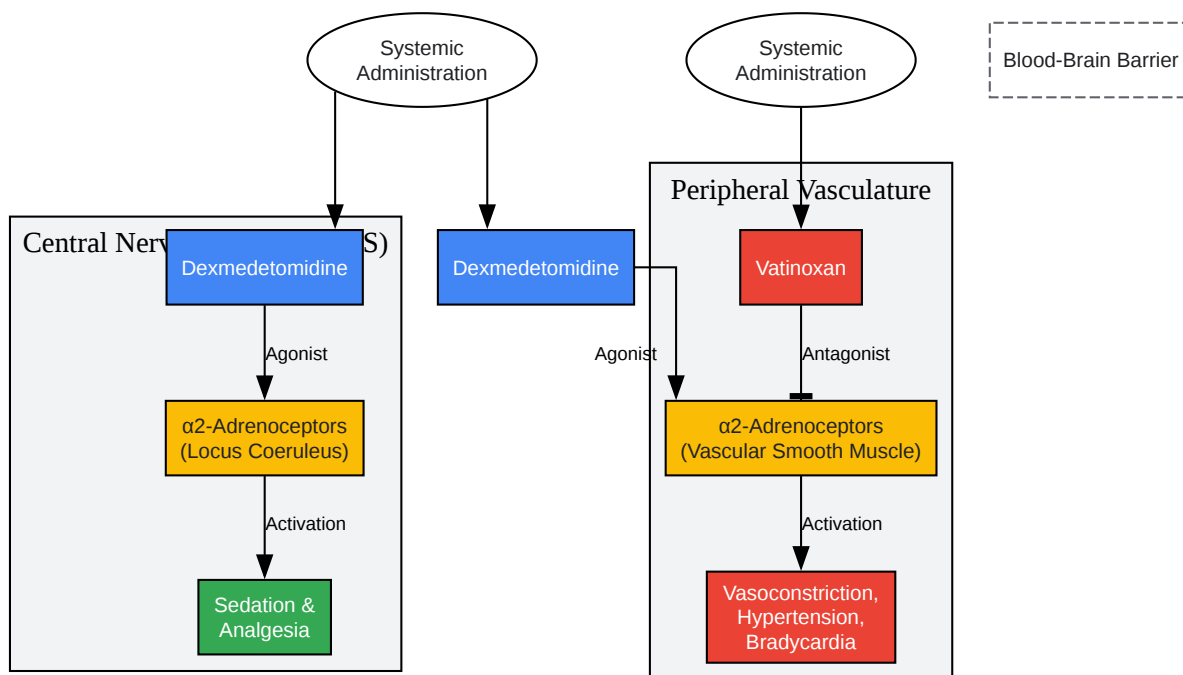 Systemic
Administration
Systemic
Administration
Blood-Brain Barrier
Peripheral Vasculature
Central Nerv S)
Dexmedetomidine
Dexmedetomidine
Vatinoxan
Agonist
Agonist
Antagonist
α2-Adrenoceptors
(Locus Coeruleus)
α2-Adrenoceptors
(Vascular Smooth Muscle)
Activation
Activation
Sedation &
Analgesia
Vasoconstriction,
Hypertension,
Bradycardia